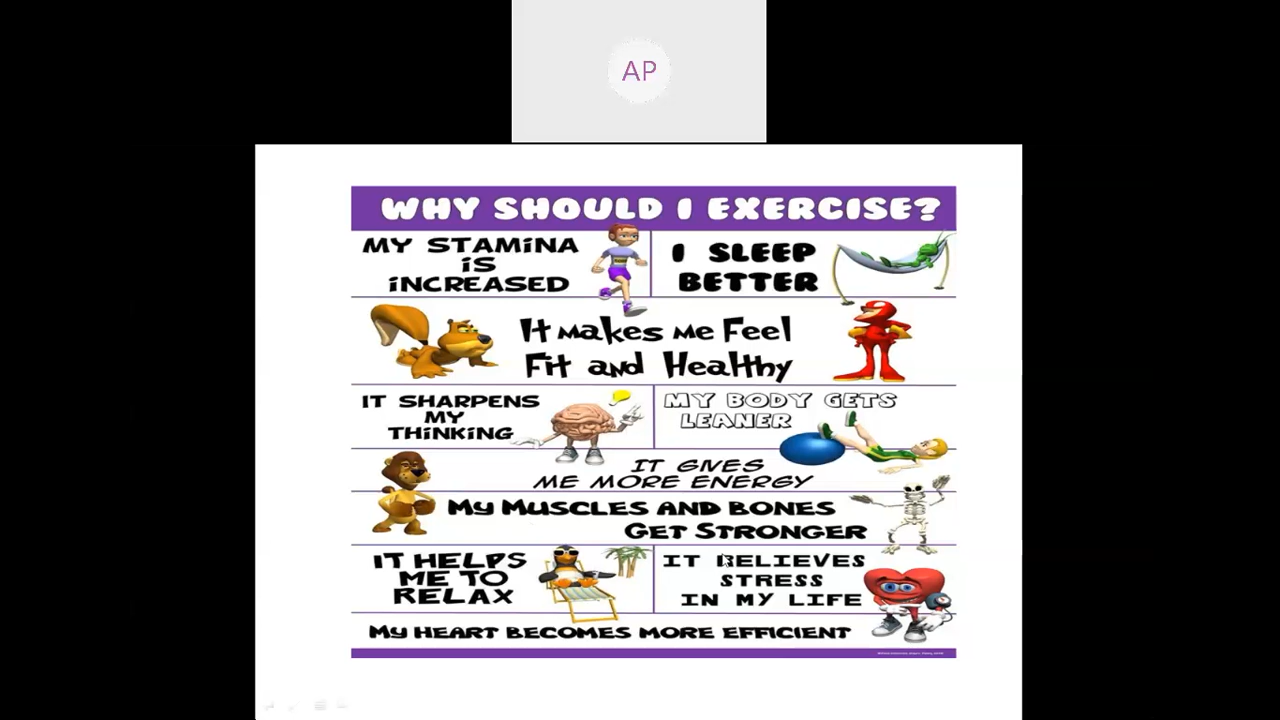 AP
WHY SHOULD I EXERCISE?
MY STAMINA
iS
iNCREASED
I SLEEP
BETTER
It makes me Feel
Fit and Healthy
IT SHARPENS
MY
THiNKiNG
MY BODY GETS
LEANER
IT GIVES
ME MORE ENERGY
My Muscles and bones
Get Stronger
IT HELPS
ME TO
RELAX
IT RELIEVES
STRESS
IN MY LIFE
My heart becomes more efficient